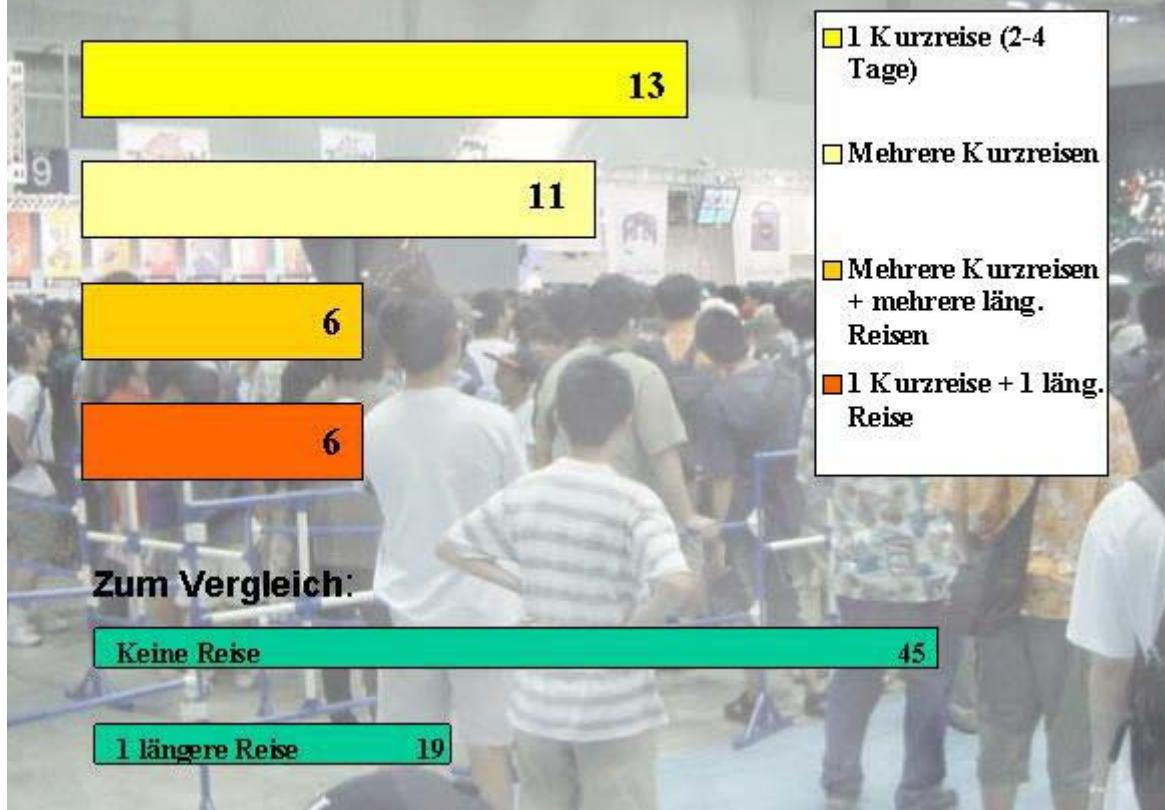 13
11
6
6
1 Kurzreise (2-4
Tage)
Mehrere Kurzreisen
Mehrere Kurzreisen
+ mehrere läng.
Reisen
1 Kurzreise + 1 läng.
Reise
9
Zum Vergleich:
Keine Reise 45
1 längere Reise 19